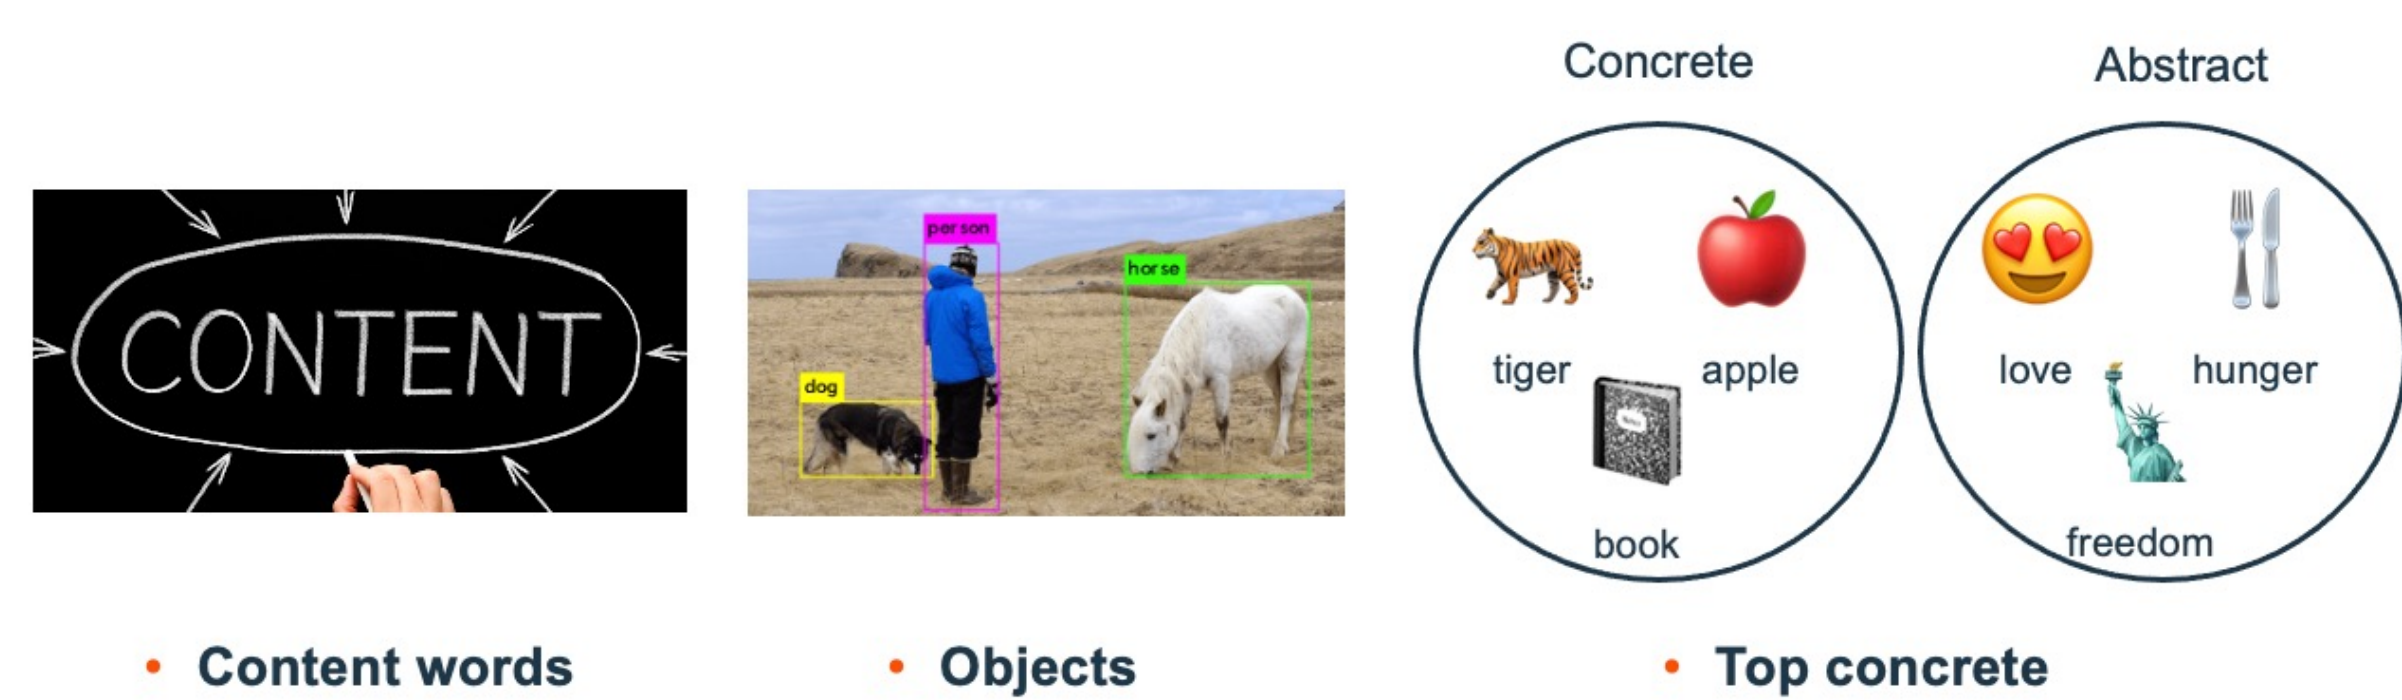 CONTENT
person
horse
dog
Concrete
Abstract
tiger
apple
book
love
hunger
freedom
• Content words
• Objects
• Top concrete